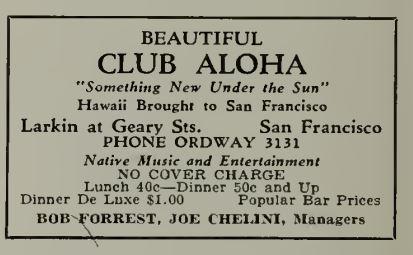 BEAUTIFUL
CLUB ALOHA
"Something New Under the Sun"
Hawaii Brought to San Francisco
Larkin at Geary Sts. San Francisco
PHONE ORDWAY 3131
Native Music and Entertainment
NO COVER CHARGE
Lunch 40c—Dinner 50c and Up
Dinner De Luxe $1.00 Popular Bar Prices
BOB FORREST, JOE CHELINI, Managers